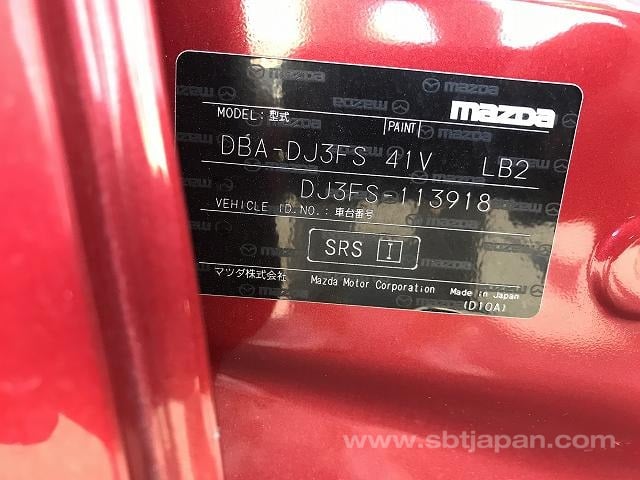 mazda
MODEL：型式
PAINT
DBA-DJ3FS 41V LB2
DJ3FS-113918
VEHICLE ID.NO.：車台番号
SRS I
マツダ株式会社 Mazda Motor Corporation Made in Japan
(D10A)
www.sbtjapan.com